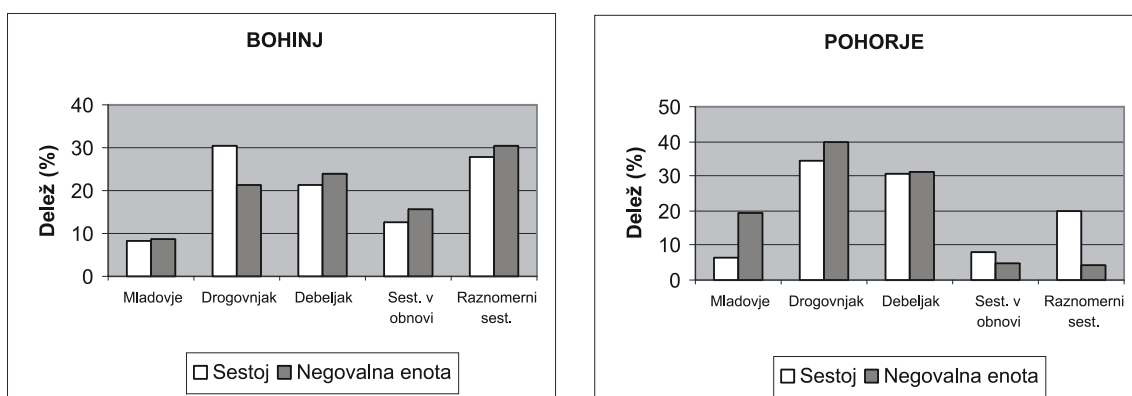 BOHINJ
Delež (%)
40
30
20
10
0
Mladovje
Drogovnjak
Debeljak
Sest. v
obnovi
Raznomerni
sest.
Sestoj
Negovalna enota
POHORJE
Delež (%)
50
40
30
20
10
0
Mladovje
Drogovnjak
Debeljak
Sest. v
obnovi
Raznomerni
sest.
Sestoj
Negovalna enota